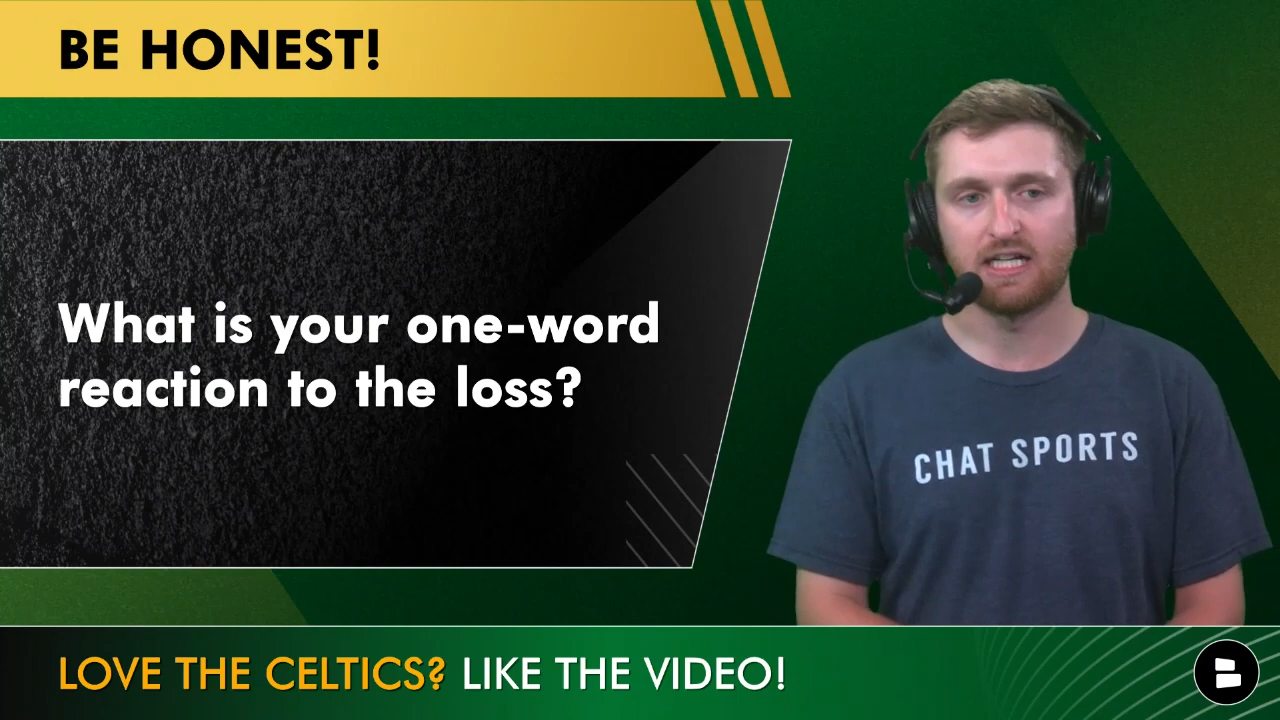 BE HONEST!
What is your one-word
reaction to the loss?
CHAT SPORTS
LOVE THE CELTICS? LIKE THE VIDEO!